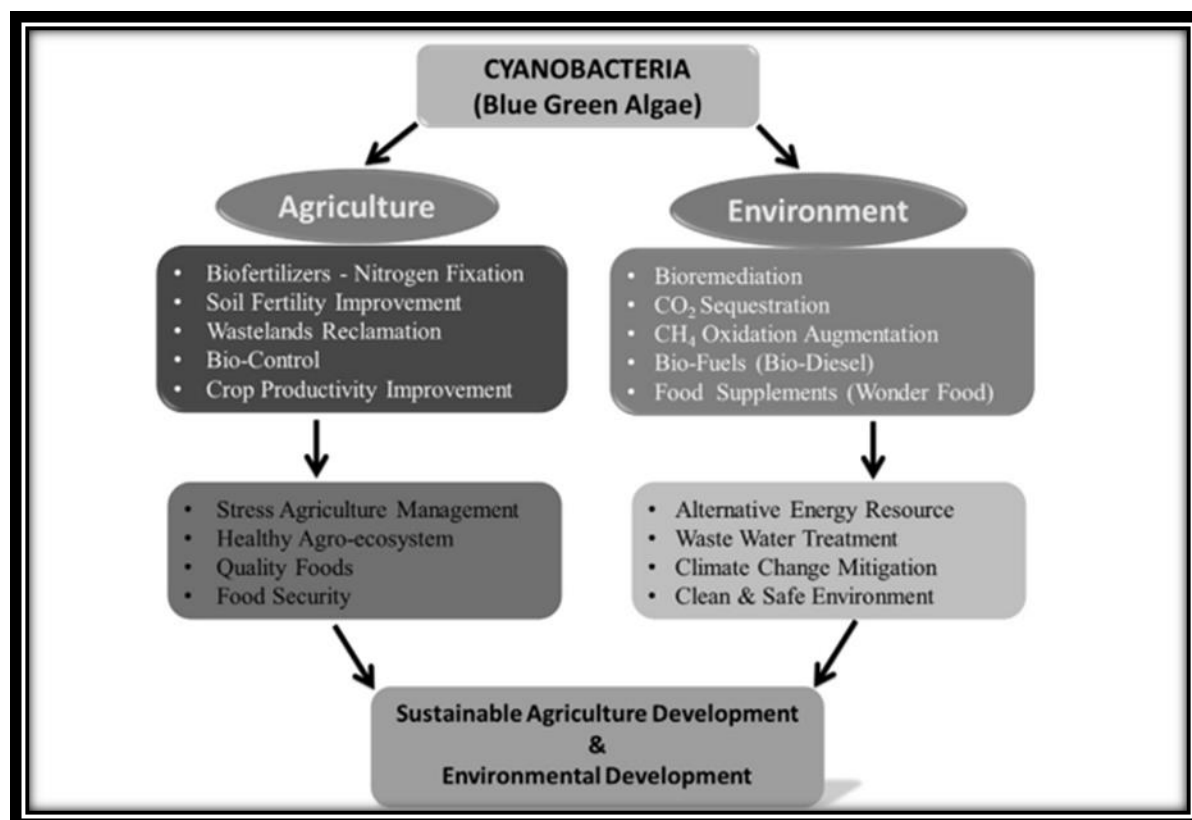 CYANOBACTERIA
(Blue Green Algae)
Agriculture
• Biofertilizers - Nitrogen Fixation
• Soil Fertility Improvement
• Wastelands Reclamation
• Bio-Control
• Crop Productivity Improvement
• Stress Agriculture Management
• Healthy Agro-ecosystem
• Quality Foods
• Food Security
Environment
• Bioremediation
• CO₂ Sequestration
• CH₄ Oxidation Augmentation
• Bio-Fuels (Bio-Diesel)
• Food Supplements (Wonder Food)
• Alternative Energy Resource
• Waste Water Treatment
• Climate Change Mitigation
• Clean & Safe Environment
Sustainable Agriculture Development
&
Environmental Development